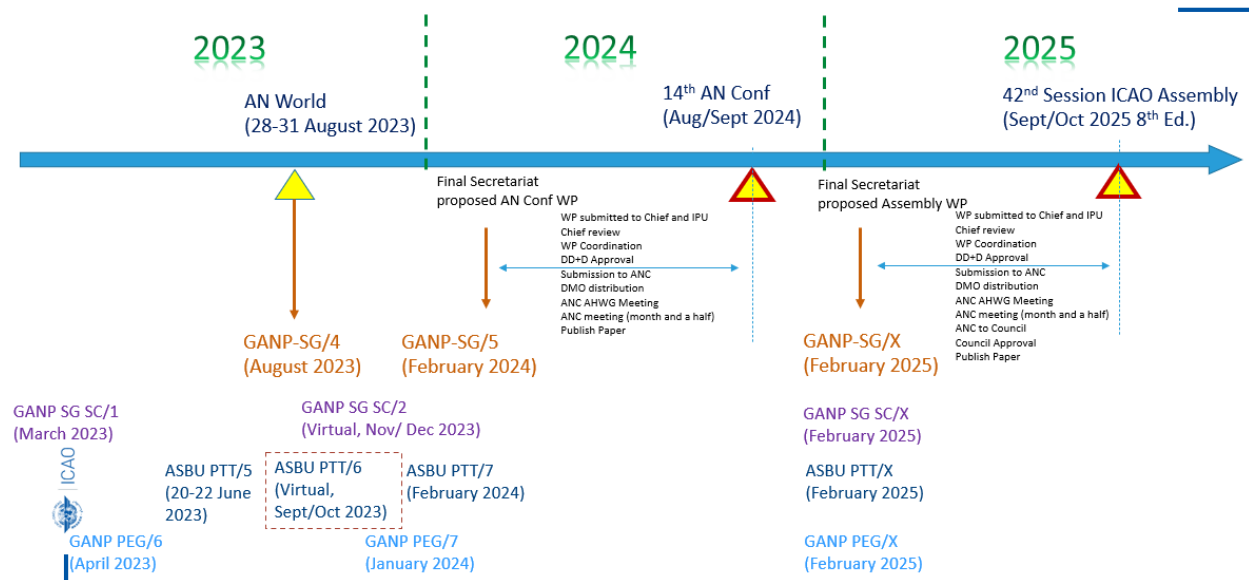 2023
2024
2025
AN World
(28-31 August 2023)
14th AN Conf
(Aug/Sept 2024)
42nd Session ICAO Assembly
(Sept/Oct 2025 8th Ed.)
Final Secretariat
proposed AN Conf WP
WP submitted to Chief and IPU
Chief review
WP Coordination
DD+D Approval
Submission to ANC
DMO distribution
ANC AHWG Meeting
ANC meeting (month and a half)
Publish Paper
Final Secretariat
proposed Assembly WP
WP submitted to Chief and IPU
Chief review
WP Coordination
DD+D Approval
Submission to ANC
DMO distribution
ANC AHWG Meeting
ANC meeting (month and a half)
ANC to Council
Council Approval
Publish Paper
GANP-SG/4
(August 2023)
GANP-SG/5
(February 2024)
GANP-SG/X
(February 2025)
GANP SG SC/1
(March 2023)
GANP SG SC/2
(Virtual, Nov/ Dec 2023)
GANP SG SC/X
(February 2025)
ICAO
ASBU PTT/5
(20-22 June
2023)
ASBU PTT/6
(Virtual,
Sept/Oct 2023)
ASBU PTT/7
(February 2024)
ASBU PTT/X
(February 2025)
GANP PEG/6
(April 2023)
GANP PEG/7
(January 2024)
GANP PEG/X
(February 2025)